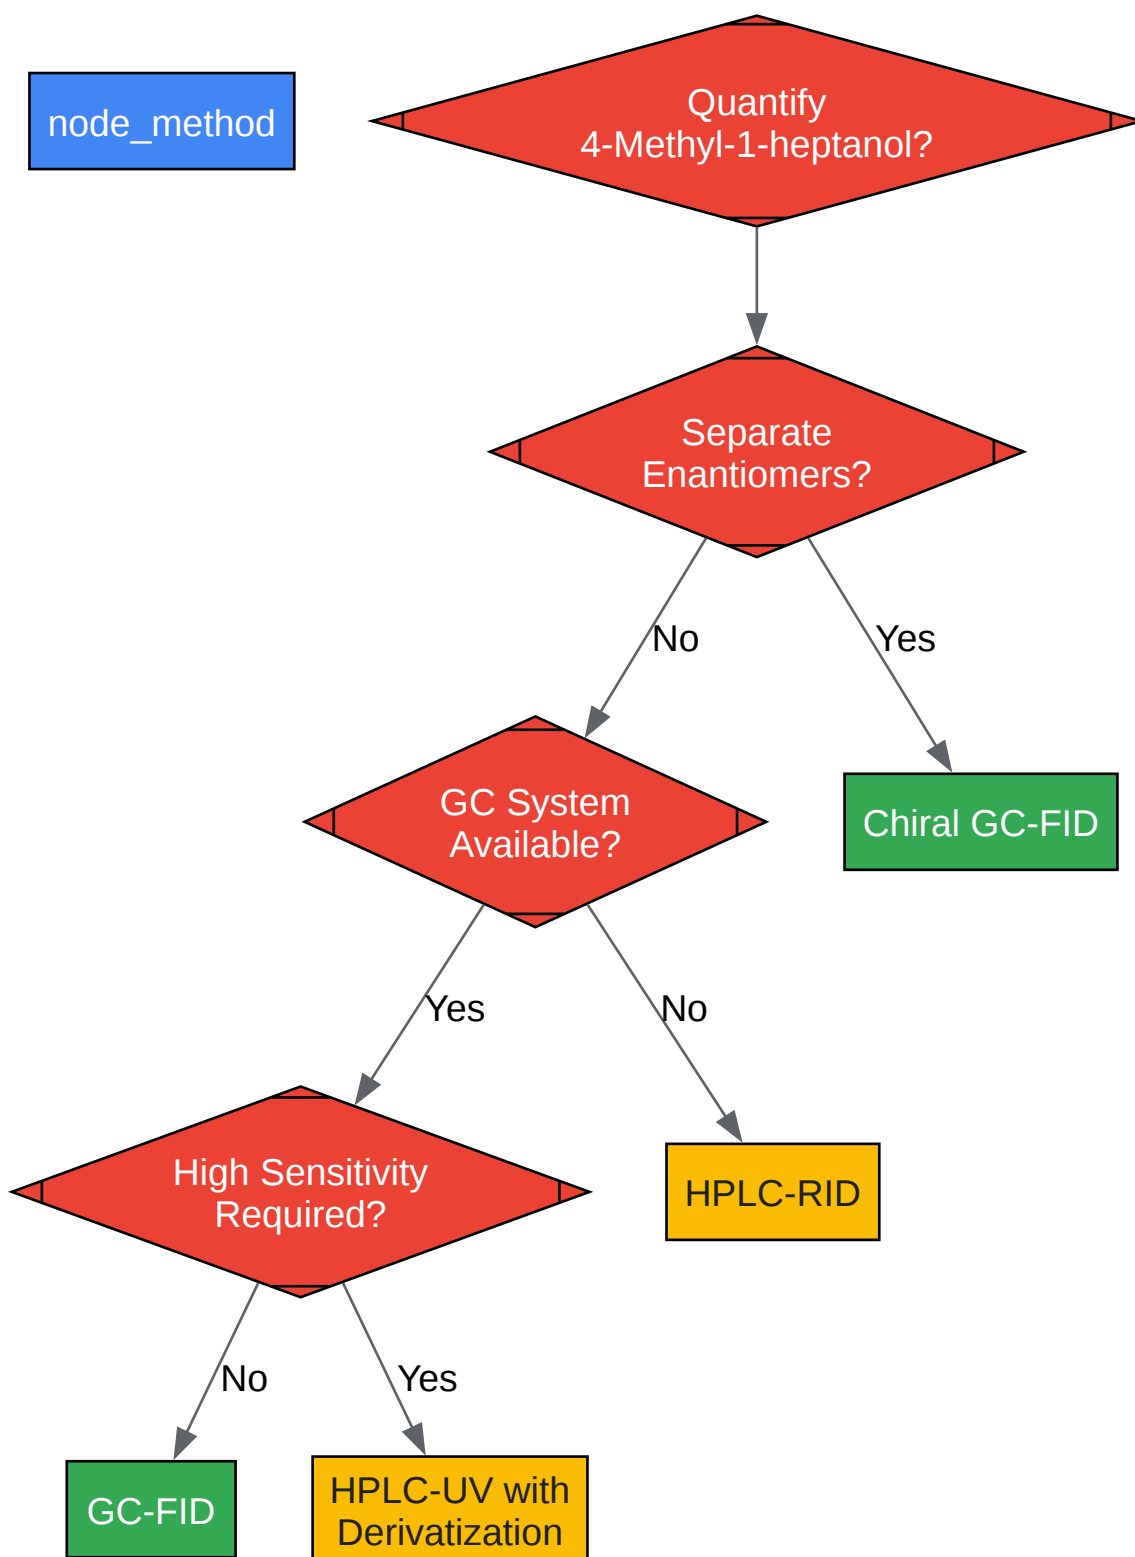 node_method
Quantify
4-Methyl-1-heptanol?
Separate
Enantiomers?
No
Yes
GC System
Available?
Chiral GC-FID
Yes
No
High Sensitivity
Required?
HPLC-RID
No
Yes
GC-FID
HPLC-UV with
Derivatization